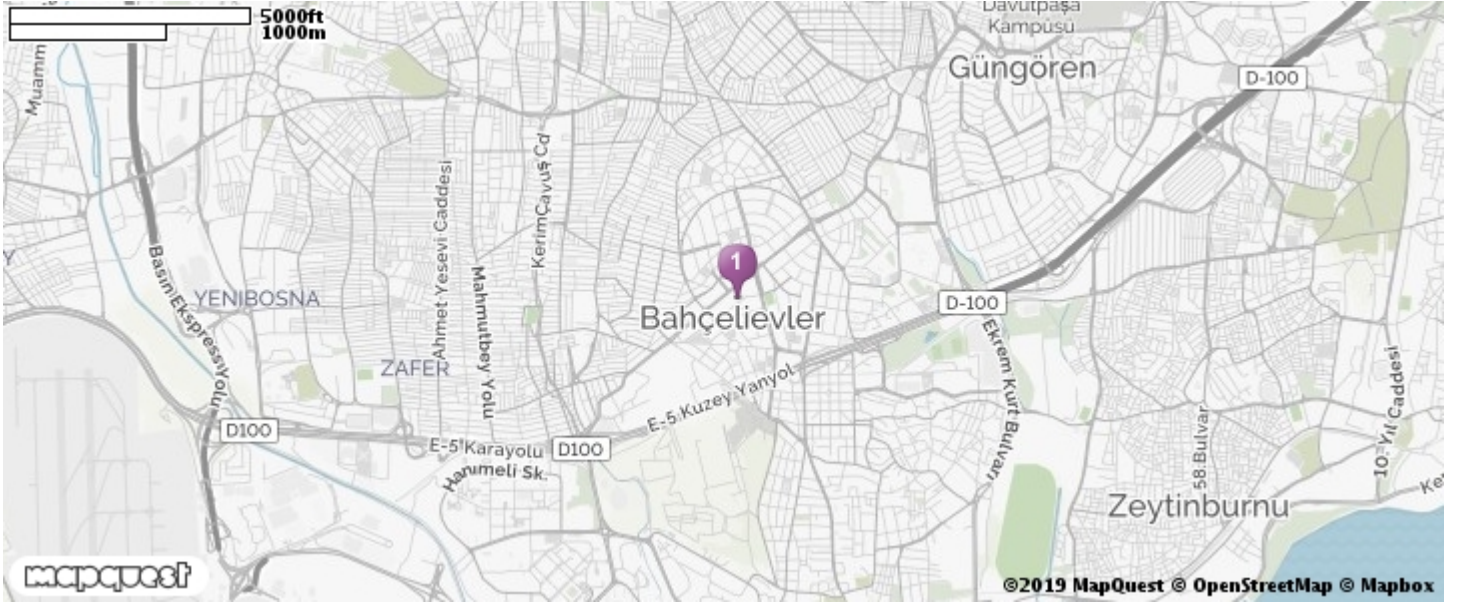 5000ft
1000m
Davutpaşa
Kampüsü
Güngören
D-100
Muamm
KerimÇavuş Cd
Ahmet Yesevi Caddesi
Mahmutbey Yolu
Basın Ekspress Yolu
YENIBOSNA
ZAFER
1
Bahçelievler
D-100
Ekrem Kurt Bulvarı
E-5 Kuzey Yanyol
D100
E-5 Karayolu
D100
Hanımeli Sk.
58.Bulvar
10. Yıl Caddesi
Zeytinburnu
Ke
mapquest
©2019 MapQuest © OpenStreetMap © Mapbox